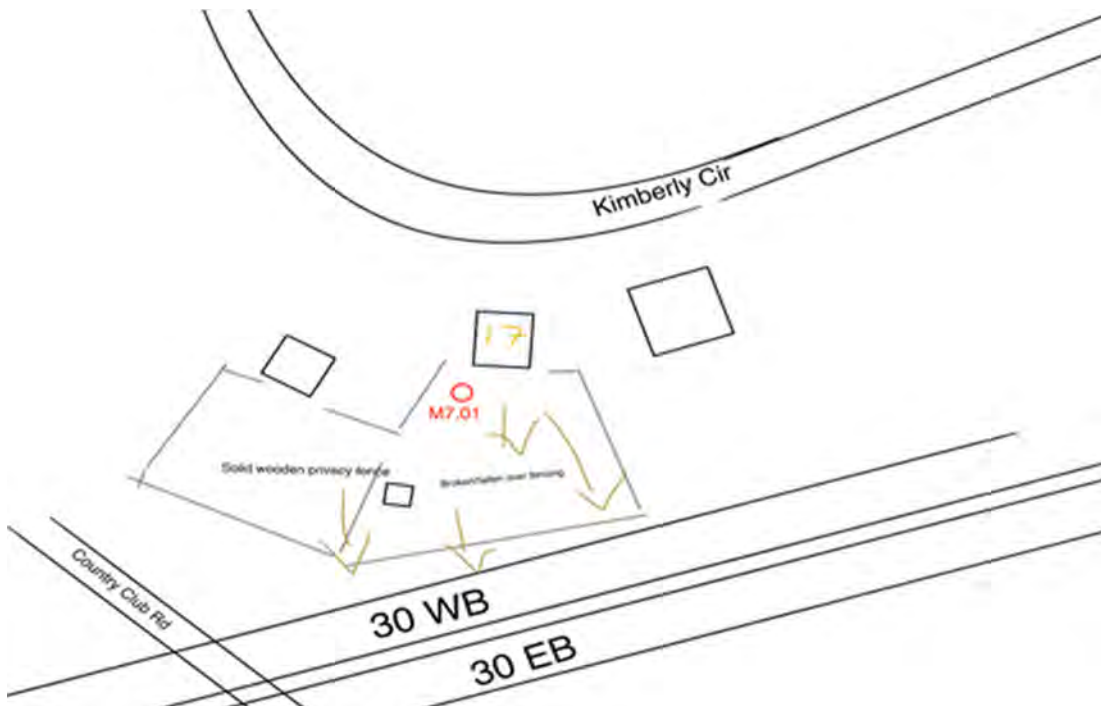 Kimberly Cir
17
M7.01
Solid wooden privacy fence
Broken/fallen over fencing
Country Club Rd
30 WB
30 EB